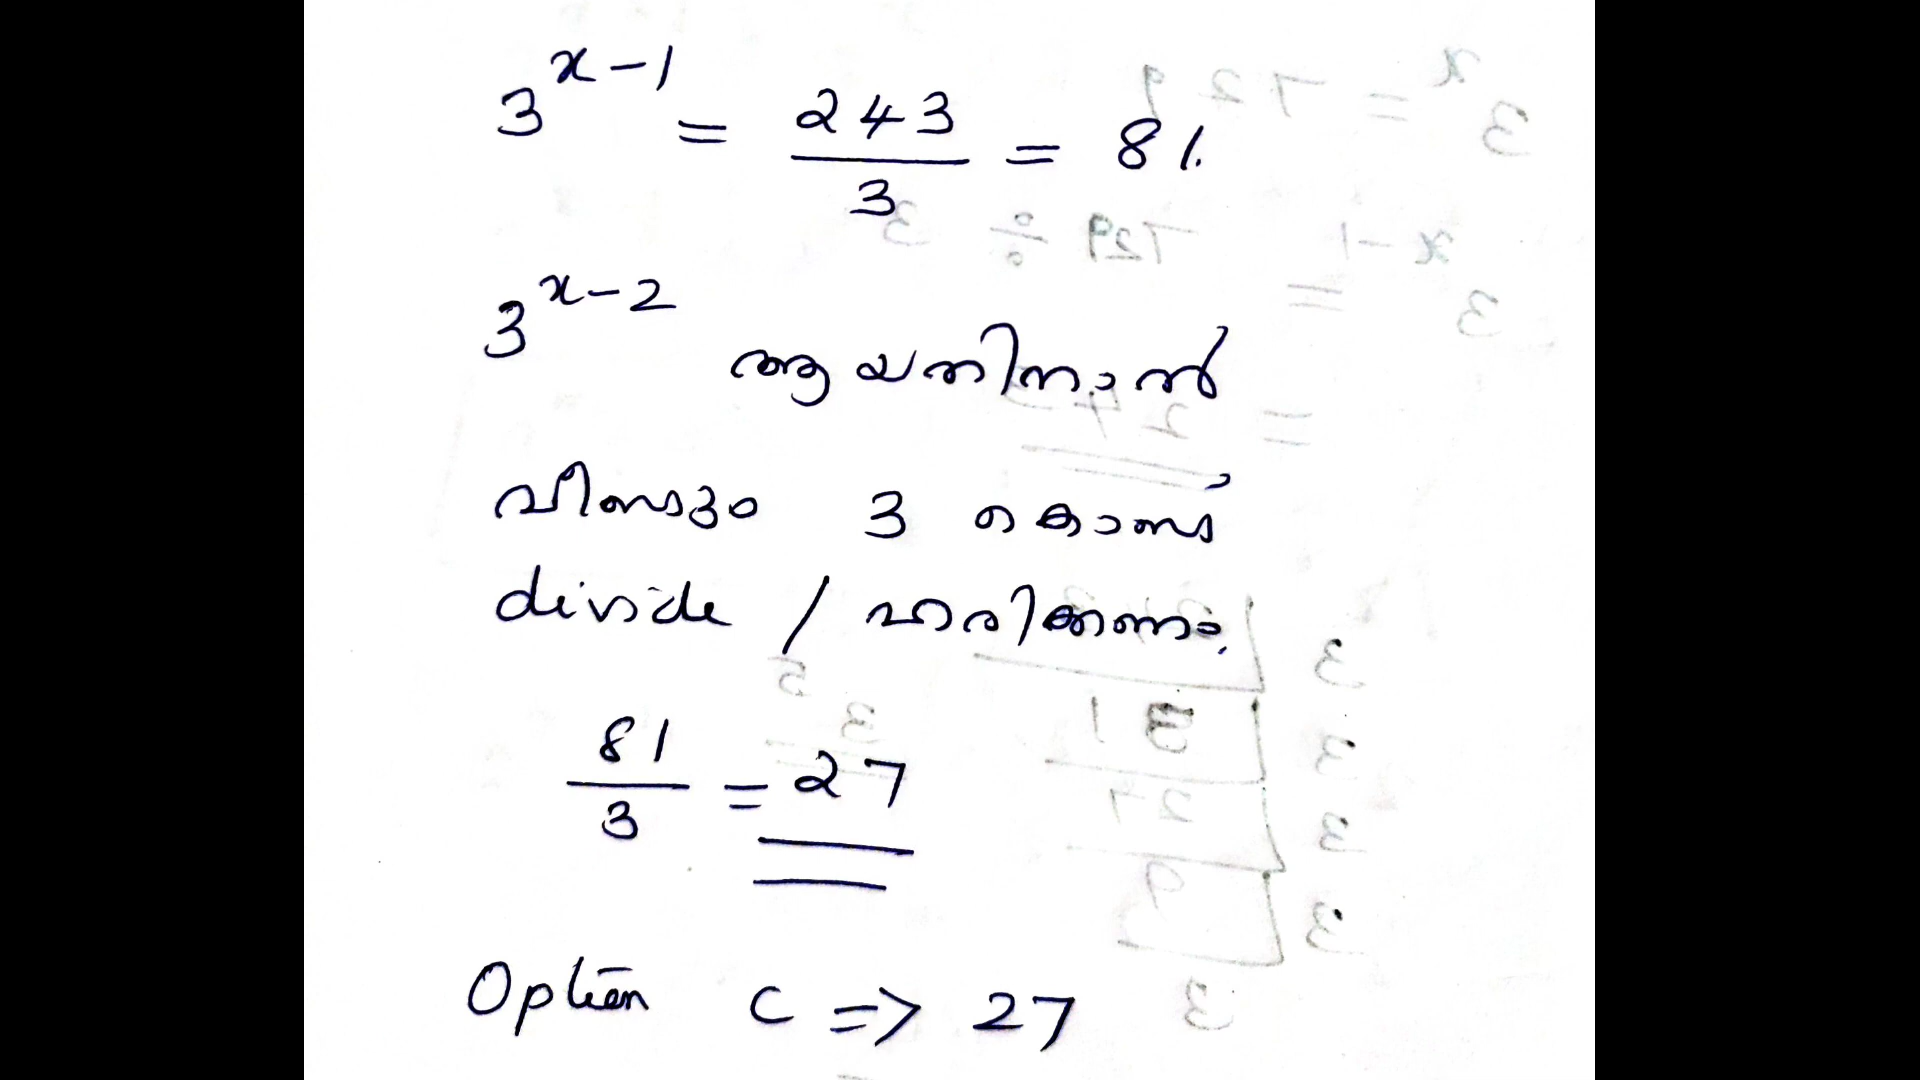 3^{x-1} = 243/3 = 81.
3^{x-2} ആയതിനാൽ
വീണ്ടും 3 കൊണ്ട്
divide / ഹരിക്കണം.
81/3 = 27
Option C => 27